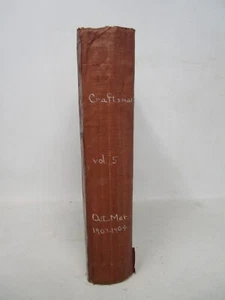 Craftsman
vol. 5
Oct. Mar.
1903-1904